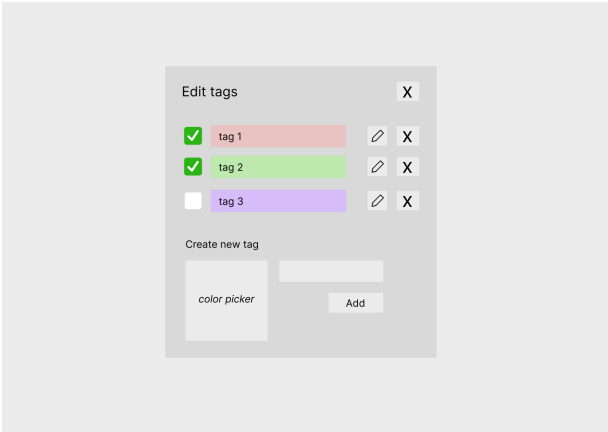 Edit tags X
tag 1 X
tag 2 X
tag 3 X
Create new tag
color picker
Add